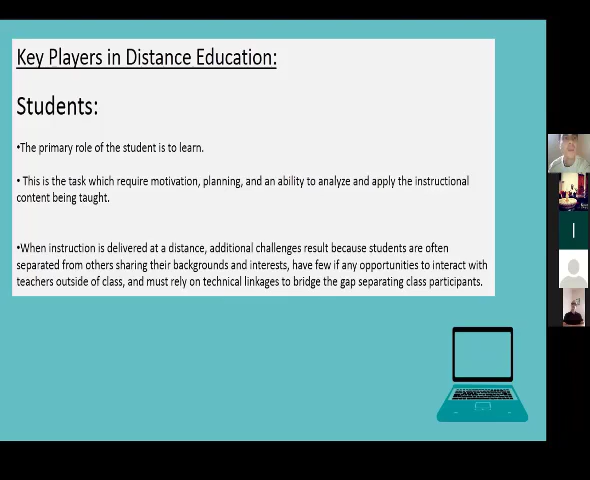 Key Players in Distance Education:
Students:
•The primary role of the student is to learn.
• This is the task which require motivation, planning, and an ability to analyze and apply the instructional
content being taught.
•When instruction is delivered at a distance, additional challenges result because students are often
separated from others sharing their backgrounds and interests, have few if any opportunities to interact with
teachers outside of class, and must rely on technical linkages to bridge the gap separating class participants.
I